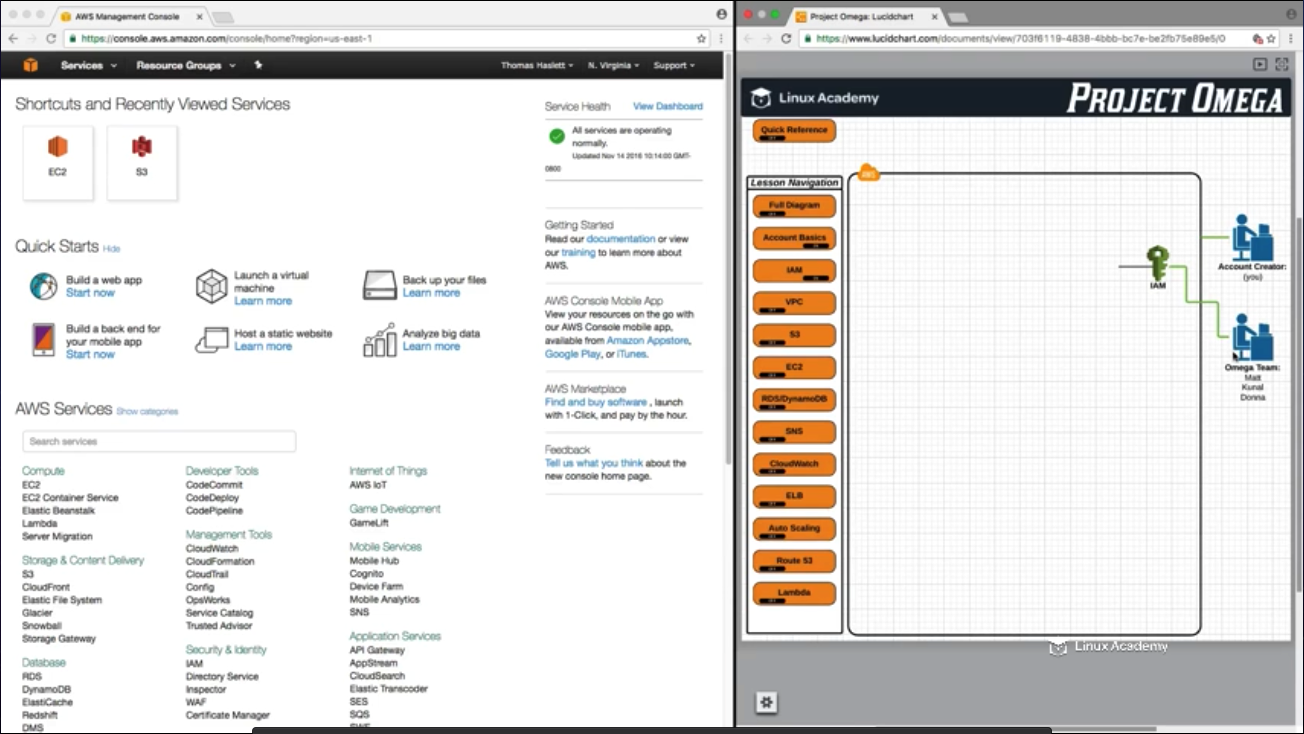 AWS Management Console
https://console.aws.amazon.com/console/home?region=us-east-1
Services
Resource Groups
Thomas Haslett
N. Virginia
Support
Shortcuts and Recently Viewed Services
EC2
S3
Quick Starts Hide
Build a web app
Start now
Launch a virtual
machine
Learn more
Back up your files
Learn more
Build a back end for
your mobile app
Start now
Host a static website
Learn more
Analyze big data
Learn more
AWS Services Show categories
Search services
Compute
EC2
EC2 Container Service
Elastic Beanstalk
Lambda
Server Migration
Storage & Content Delivery
S3
CloudFront
Elastic File System
Glacier
Snowball
Storage Gateway
Database
RDS
DynamoDB
ElastiCache
Redshift
DMS
Developer Tools
CodeCommit
CodeDeploy
CodePipeline
Management Tools
CloudWatch
CloudFormation
CloudTrail
Config
OpsWorks
Service Catalog
Trusted Advisor
Security & Identity
IAM
Directory Service
Inspector
WAF
Certificate Manager
Internet of Things
AWS IoT
Game Development
GameLift
Mobile Services
Mobile Hub
Cognito
Device Farm
Mobile Analytics
SNS
Application Services
API Gateway
AppStream
CloudSearch
Elastic Transcoder
SES
SQS
SWF
Service Health View Dashboard
All services are operating
normally.
Updated Nov 14 2016 10:14:00 GMT-
0800
Getting Started
Read our documentation or view
our training to learn more about
AWS.
AWS Console Mobile App
View your resources on the go with
our AWS Console mobile app,
available from Amazon Appstore,
Google Play, or iTunes.
AWS Marketplace
Find and buy software , launch
with 1-Click, and pay by the hour.
Feedback
Tell us what you think about the
new console home page.
Project Omega: Lucidchart
https://www.lucidchart.com/documents/view/703f6119-4838-4bbb-bc7e-be2fb75e89e5/0
Linux Academy
PROJECT OMEGA
Quick Reference
Lesson Navigation
Full Diagram
Account Basics
IAM
VPC
S3
EC2
RDS/DynamoDB
SNS
CloudWatch
ELB
Auto Scaling
Route 53
Lambda
AWS
IAM
Account Creator:
(you)
Omega Team:
Matt
Kunal
Donna
Linux Academy